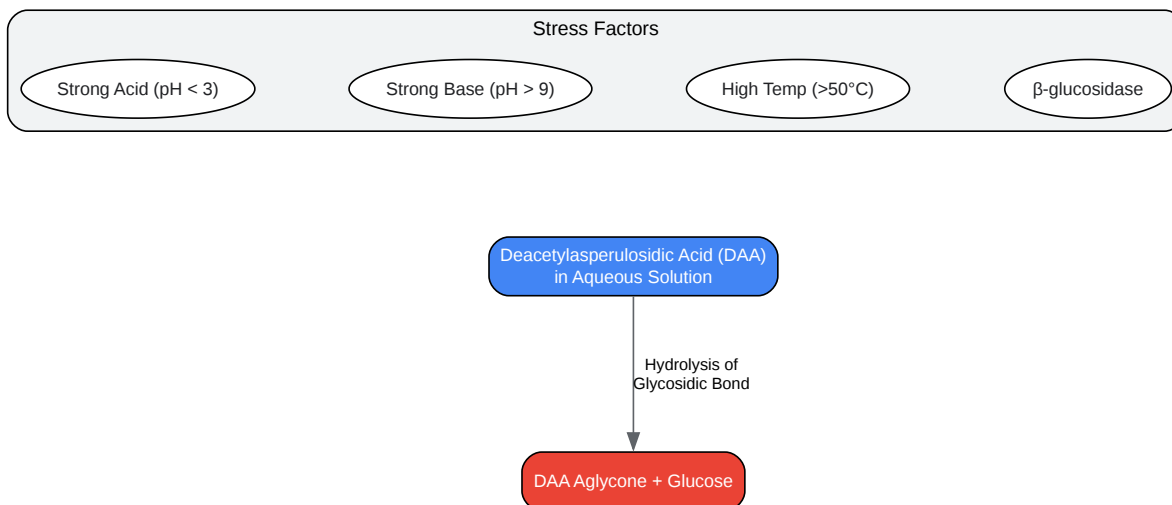 Stress Factors
Strong Acid (pH < 3)
Strong Base (pH > 9)
High Temp (>50°C)
β-glucosidase
Deacetylasperulosidic Acid (DAA)
in Aqueous Solution
Hydrolysis of
Glycosidic Bond
DAA Aglycone + Glucose